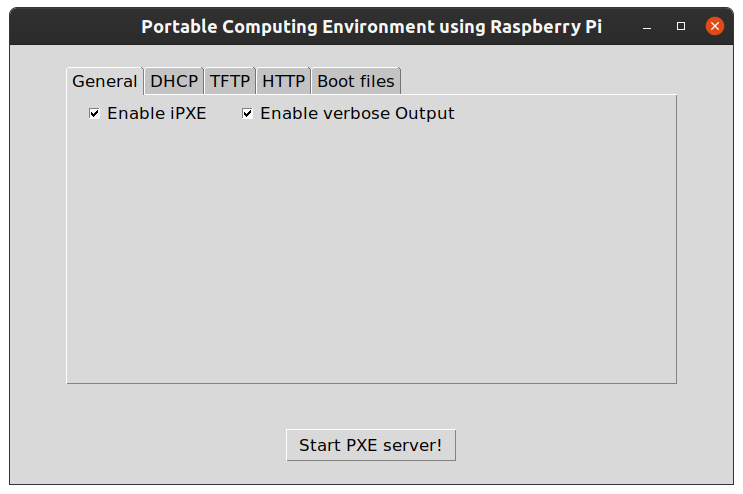 Portable Computing Environment using Raspberry Pi
General DHCP TFTP HTTP Boot files
Enable iPXE Enable verbose Output
Start PXE server!